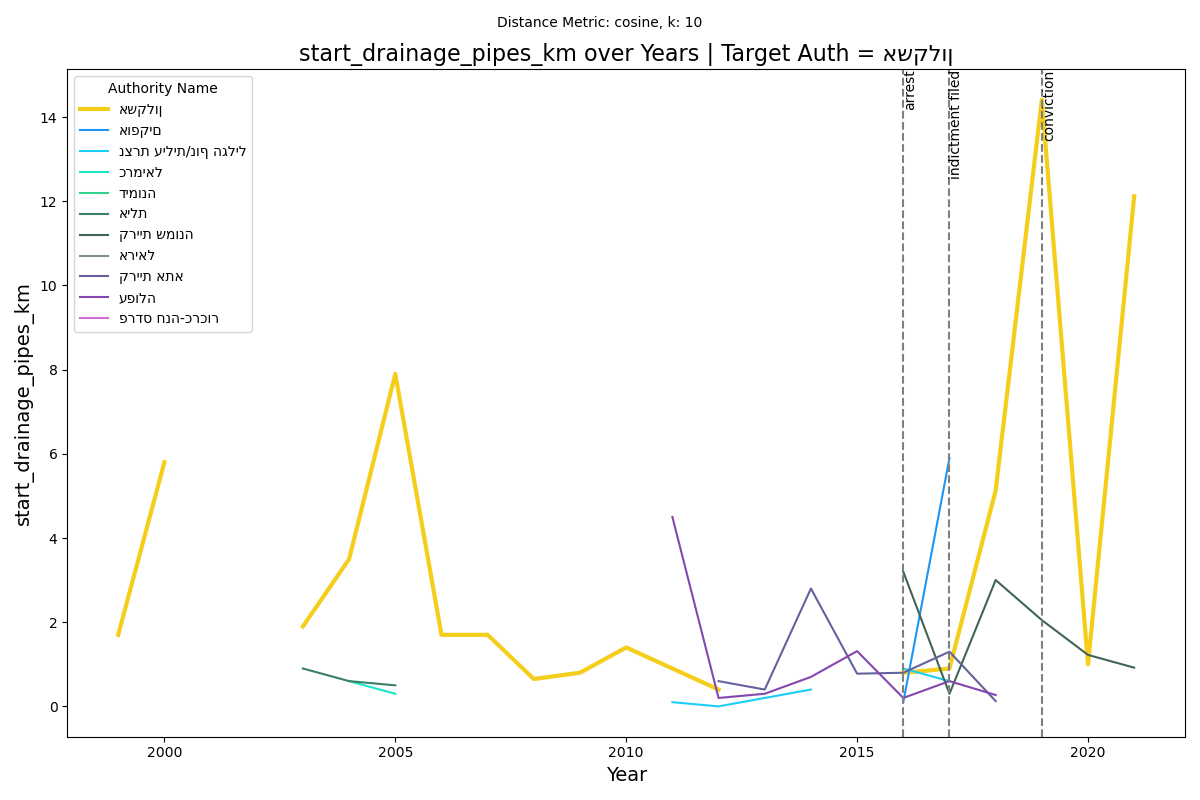 Distance Metric: cosine, k: 10
start_drainage_pipes_km over Years | Target Auth = אשקלון
Authority Name
אשקלון
אופקים
נצרת עילית/נוף הגליל
כרמיאל
דימונה
אילת
קריית שמונה
אריאל
קריית אתא
עפולה
פרדס חנה-כרכור
arrest
indictment filed
conviction
start_drainage_pipes_km
14
12
10
8
6
4
2
0
2000
2005
2010
2015
2020
Year